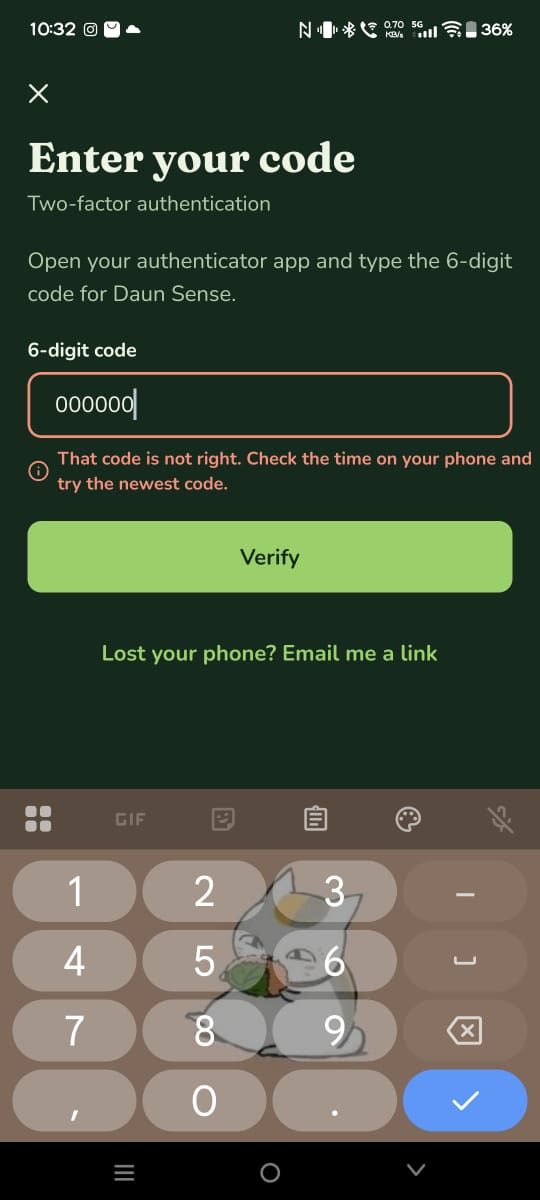 10:32 0.70 KB/s 5G 36%
Enter your code
Two-factor authentication
Open your authenticator app and type the 6-digit
code for Daun Sense.
6-digit code
000000
That code is not right. Check the time on your phone and
try the newest code.
Verify
Lost your phone? Email me a link
GIF
1 2 3 –
4 5 6
7 8 9
, 0 .